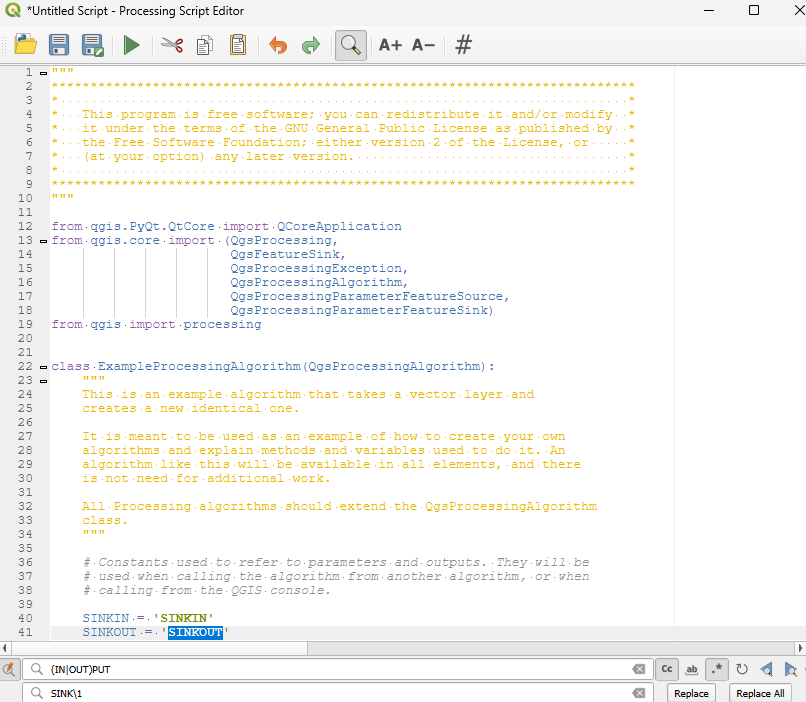 *Untitled Script - Processing Script Editor
A+ A- #
1 """
2 ***************************************************************************
3 * *
4 * This program is free software; you can redistribute it and/or modify *
5 * it under the terms of the GNU General Public License as published by *
6 * the Free Software Foundation; either version 2 of the License, or *
7 * (at your option) any later version. *
8 * *
9 ***************************************************************************
10 """
11
12 from qgis.PyQt.QtCore import QCoreApplication
13 from qgis.core import (QgsProcessing,
14 QgsFeatureSink,
15 QgsProcessingException,
16 QgsProcessingAlgorithm,
17 QgsProcessingParameterFeatureSource,
18 QgsProcessingParameterFeatureSink)
19 from qgis import processing
20
21
22 class ExampleProcessingAlgorithm(QgsProcessingAlgorithm):
23 """
24 This is an example algorithm that takes a vector layer and
25 creates a new identical one.
26
27 It is meant to be used as an example of how to create your own
28 algorithms and explain methods and variables used to do it. An
29 algorithm like this will be available in all elements, and there
30 is not need for additional work.
31
32 All Processing algorithms should extend the QgsProcessingAlgorithm
33 class.
34 """
35
36 # Constants used to refer to parameters and outputs. They will be
37 # used when calling the algorithm from another algorithm, or when
38 # calling from the QGIS console.
39
40 SINKIN = 'SINKIN'
41 SINKOUT = 'SINKOUT'
(IN|OUT)PUT Cc ab .*
SINK\1 Replace Replace All